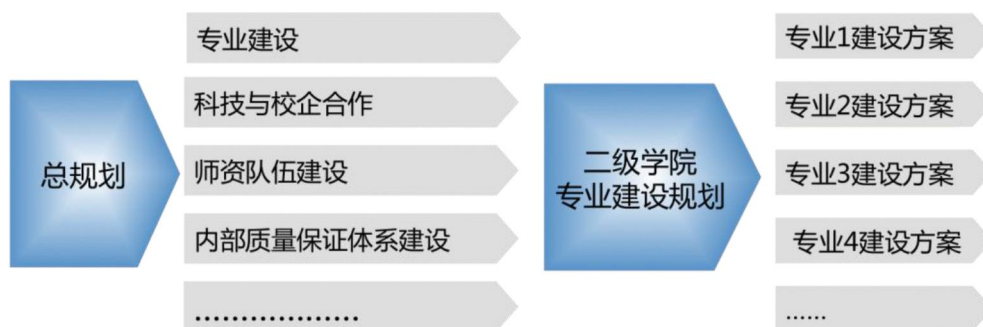 总规划
专业建设
科技与校企合作
师资队伍建设
内部质量保证体系建设
..................
二级学院
专业建设规划
专业1建设方案
专业2建设方案
专业3建设方案
专业4建设方案
......